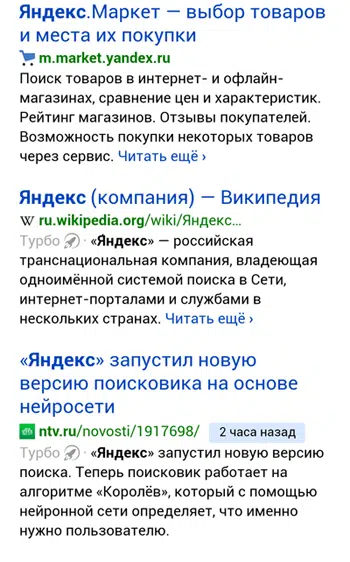 Яндекс.Маркет — выбор товаров
и места их покупки
m.market.yandex.ru
Поиск товаров в интернет- и офлайн-
магазинах, сравнение цен и характеристик.
Рейтинг магазинов. Отзывы покупателей.
Возможность покупки некоторых товаров
через сервис. Читать ещё ›
Яндекс (компания) — Википедия
W ru.wikipedia.org/wiki/Яндекс...
Турбо · «Яндекс» — российская
транснациональная компания, владеющая
одноимённой системой поиска в Сети,
интернет-порталами и службами в
нескольких странах. Читать ещё ›
«Яндекс» запустил новую
версию поисковика на основе
нейросети
ntv.ru/novosti/1917698/ 2 часа назад
Турбо · «Яндекс» запустил новую версию
поиска. Теперь поисковик работает на
алгоритме «Королёв», который с помощью
нейронной сети определяет, что именно
нужно пользователю.